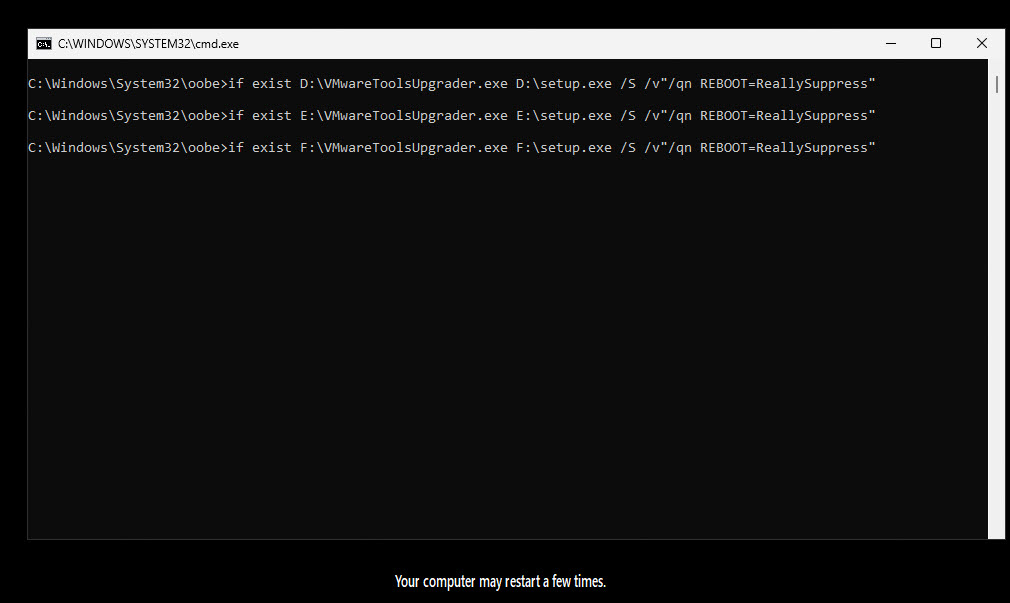 C:\WINDOWS\SYSTEM32\cmd.exe
C:\Windows\System32\oobe>if exist D:\VMwareToolsUpgrader.exe D:\setup.exe /S /v"/qn REBOOT=ReallySuppress"
C:\Windows\System32\oobe>if exist E:\VMwareToolsUpgrader.exe E:\setup.exe /S /v"/qn REBOOT=ReallySuppress"
C:\Windows\System32\oobe>if exist F:\VMwareToolsUpgrader.exe F:\setup.exe /S /v"/qn REBOOT=ReallySuppress"
Your computer may restart a few times.